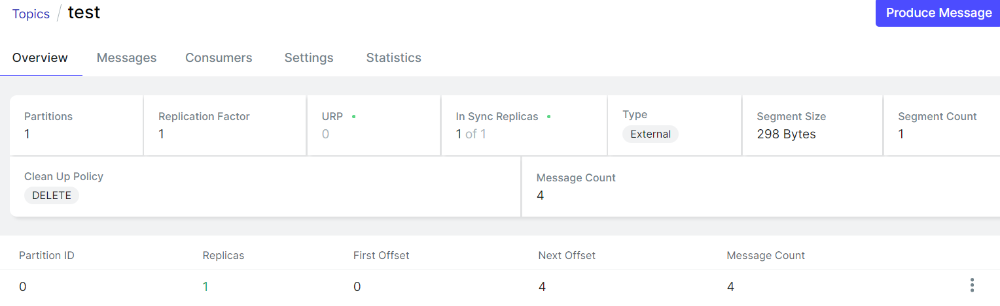 Topics / test
Produce Message
Overview Messages Consumers Settings Statistics
Partitions Replication Factor URP In Sync Replicas Type Segment Size Segment Count
1 1 0 1 of 1 External 298 Bytes 1
Clean Up Policy Message Count
DELETE 4
Partition ID Replicas First Offset Next Offset Message Count
0 1 0 4 4